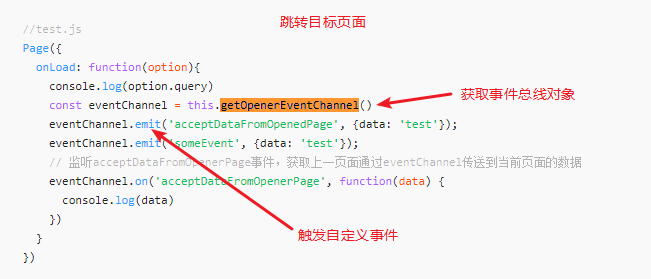 //test.js
跳转目标页面
Page({
onLoad: function(option){
console.log(option.query)
const eventChannel = this.getOpenerEventChannel()
获取事件总线对象
eventChannel.emit('acceptDataFromOpenedPage', {data: 'test'});
eventChannel.emit('someEvent', {data: 'test'});
// 监听acceptDataFromOpenerPage事件，获取上一页面通过eventChannel传送到当前页面的数据
eventChannel.on('acceptDataFromOpenerPage', function(data) {
console.log(data)
})
触发自定义事件
}
})